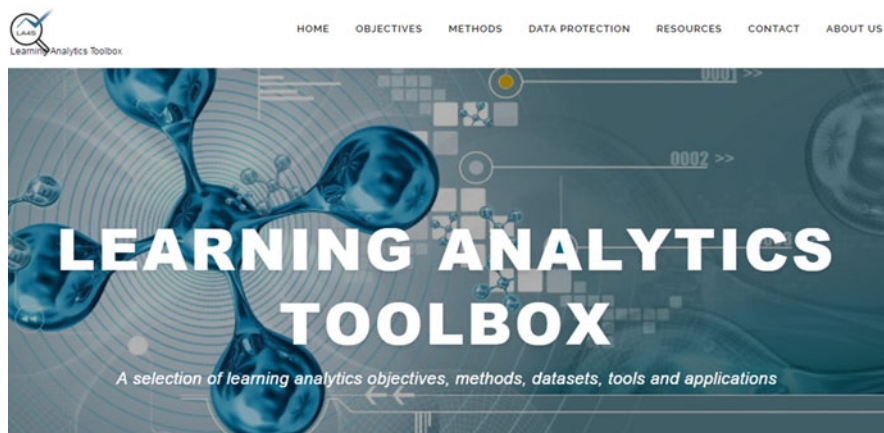 LA4S
Learning Analytics Toolbox
HOME OBJECTIVES METHODS DATA PROTECTION RESOURCES CONTACT ABOUT US
0001 >>
0002 >>
LEARNING ANALYTICS
TOOLBOX
A selection of learning analytics objectives, methods, datasets, tools and applications